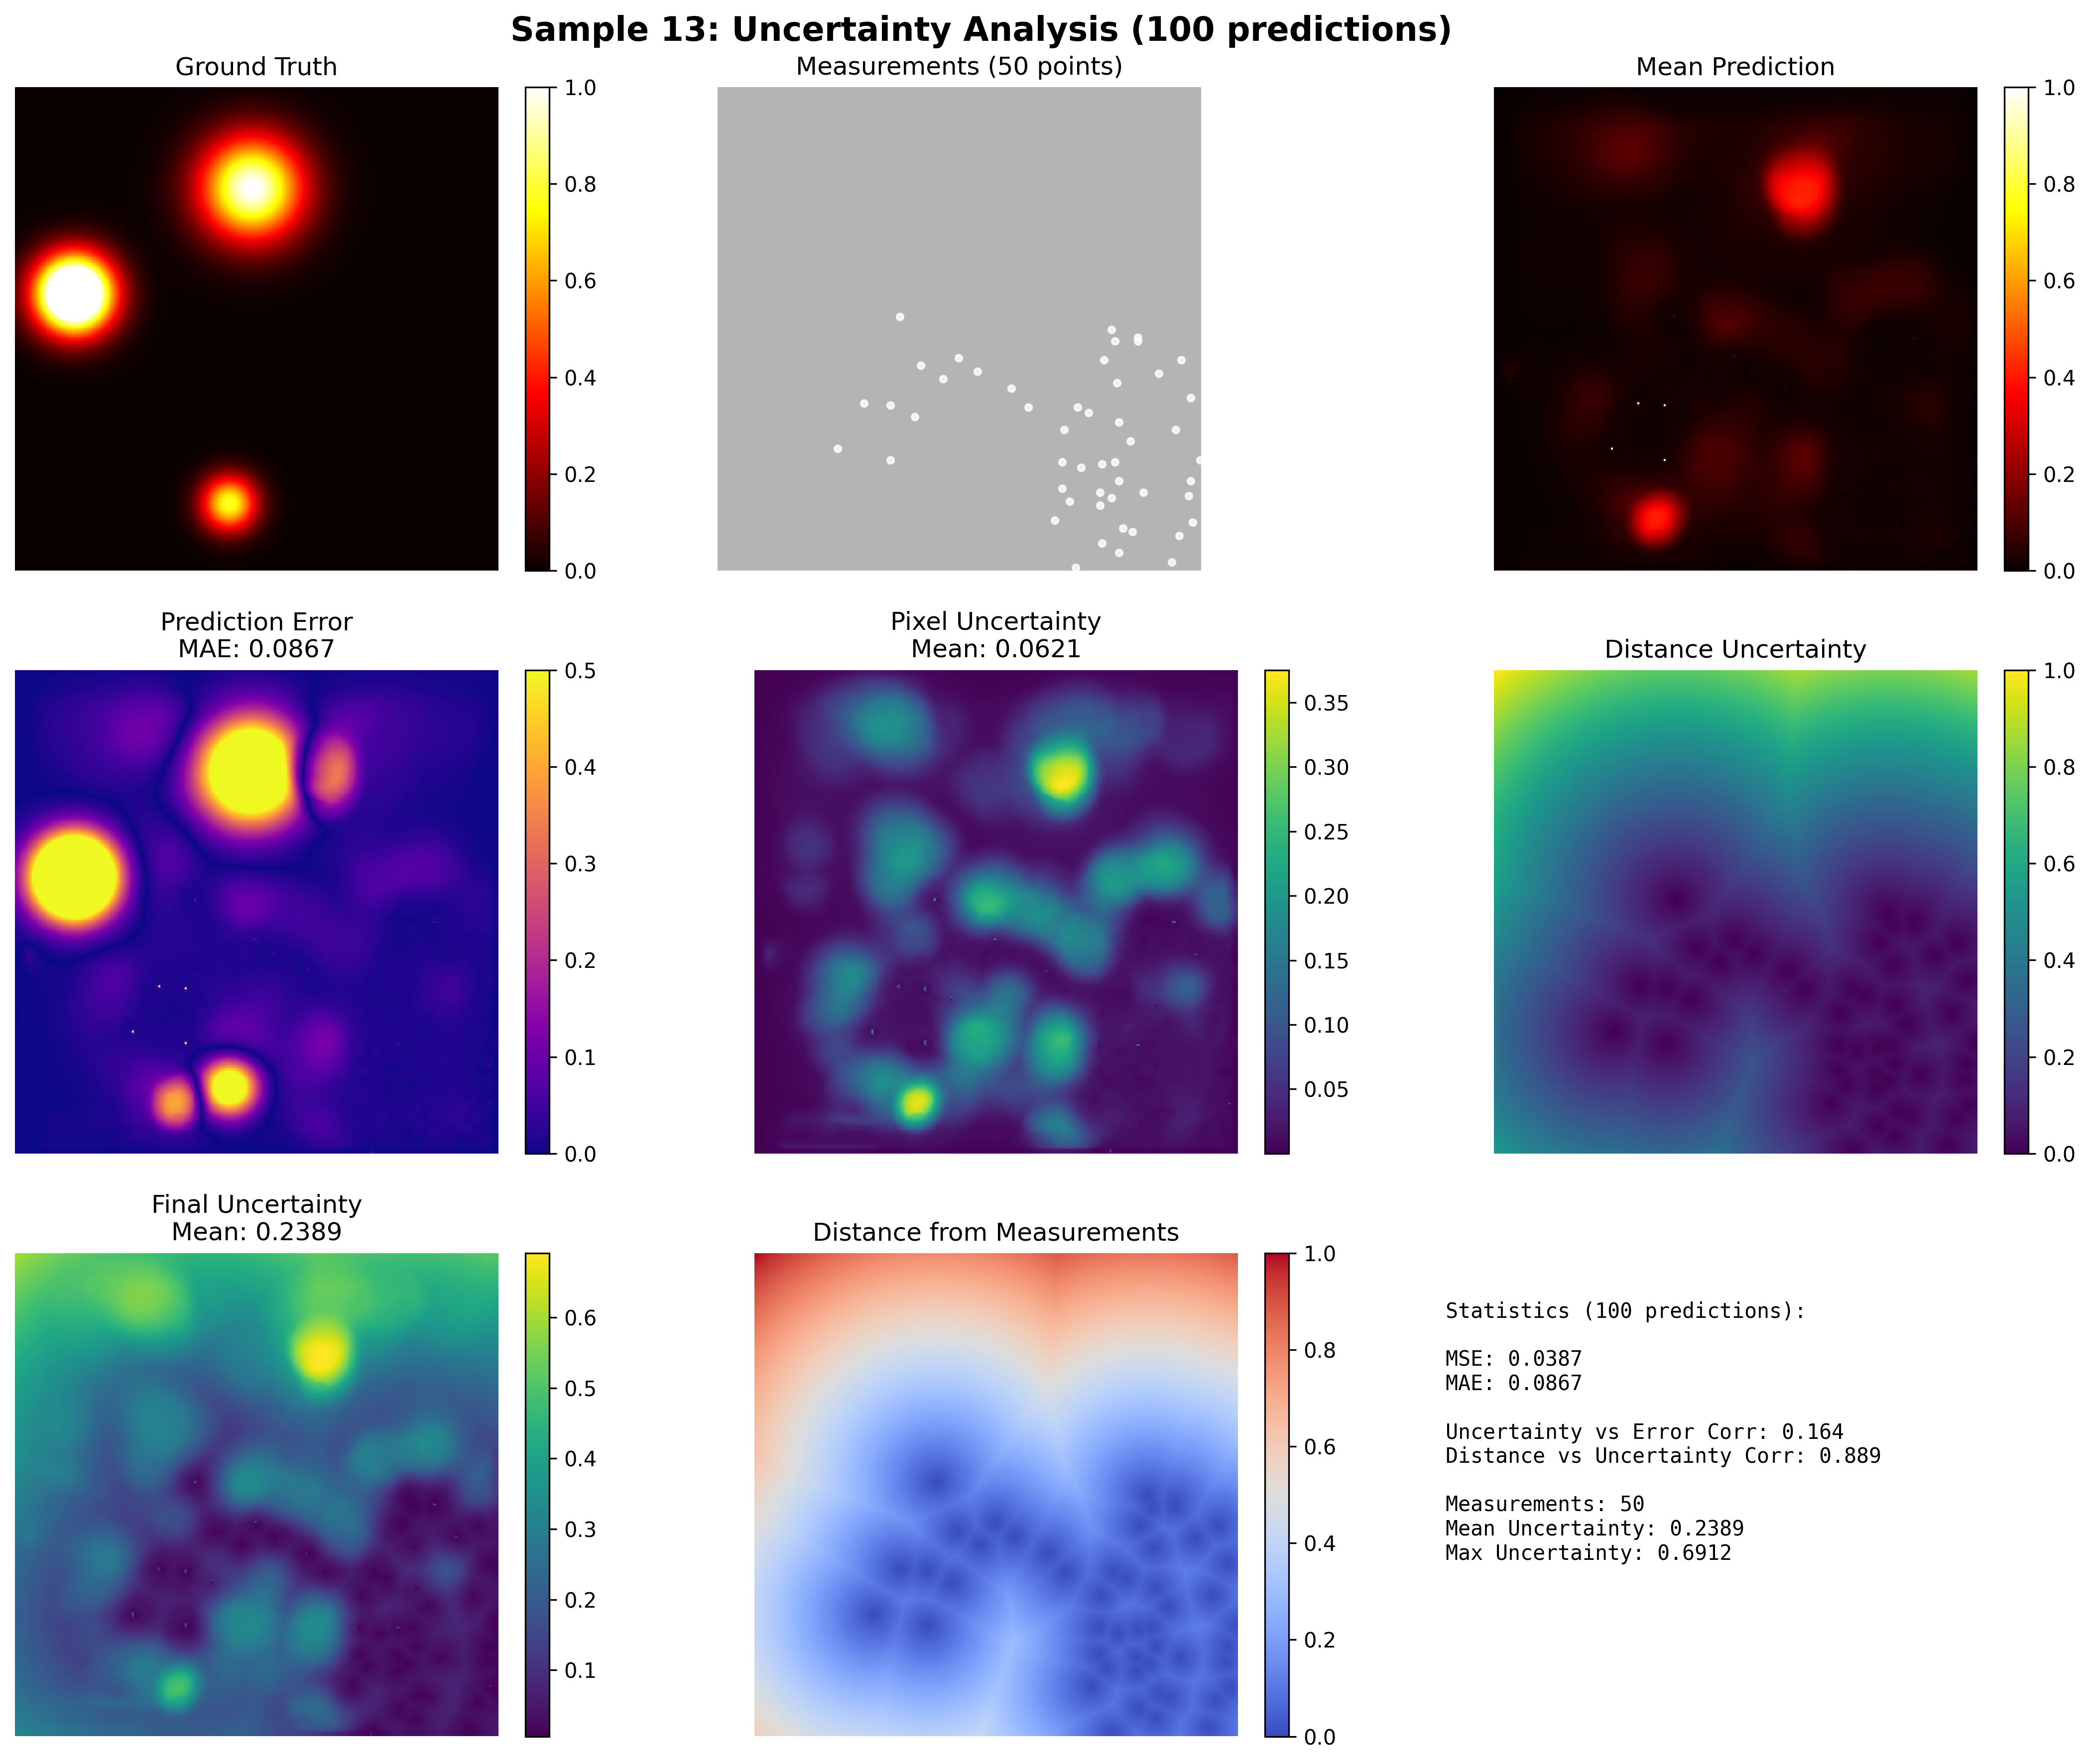 Sample 13: Uncertainty Analysis (100 predictions)
Ground Truth
1.0
0.8
0.6
0.4
0.2
0.0
Measurements (50 points)
Mean Prediction
1.0
0.8
0.6
0.4
0.2
0.0
Prediction Error
MAE: 0.0867
0.5
0.4
0.3
0.2
0.1
0.0
Pixel Uncertainty
Mean: 0.0621
0.35
0.30
0.25
0.20
0.15
0.10
0.05
Distance Uncertainty
1.0
0.8
0.6
0.4
0.2
0.0
Final Uncertainty
Mean: 0.2389
0.6
0.5
0.4
0.3
0.2
0.1
Distance from Measurements
1.0
0.8
0.6
0.4
0.2
0.0
Statistics (100 predictions):
MSE: 0.0387
MAE: 0.0867
Uncertainty vs Error Corr: 0.164
Distance vs Uncertainty Corr: 0.889
Measurements: 50
Mean Uncertainty: 0.2389
Max Uncertainty: 0.6912